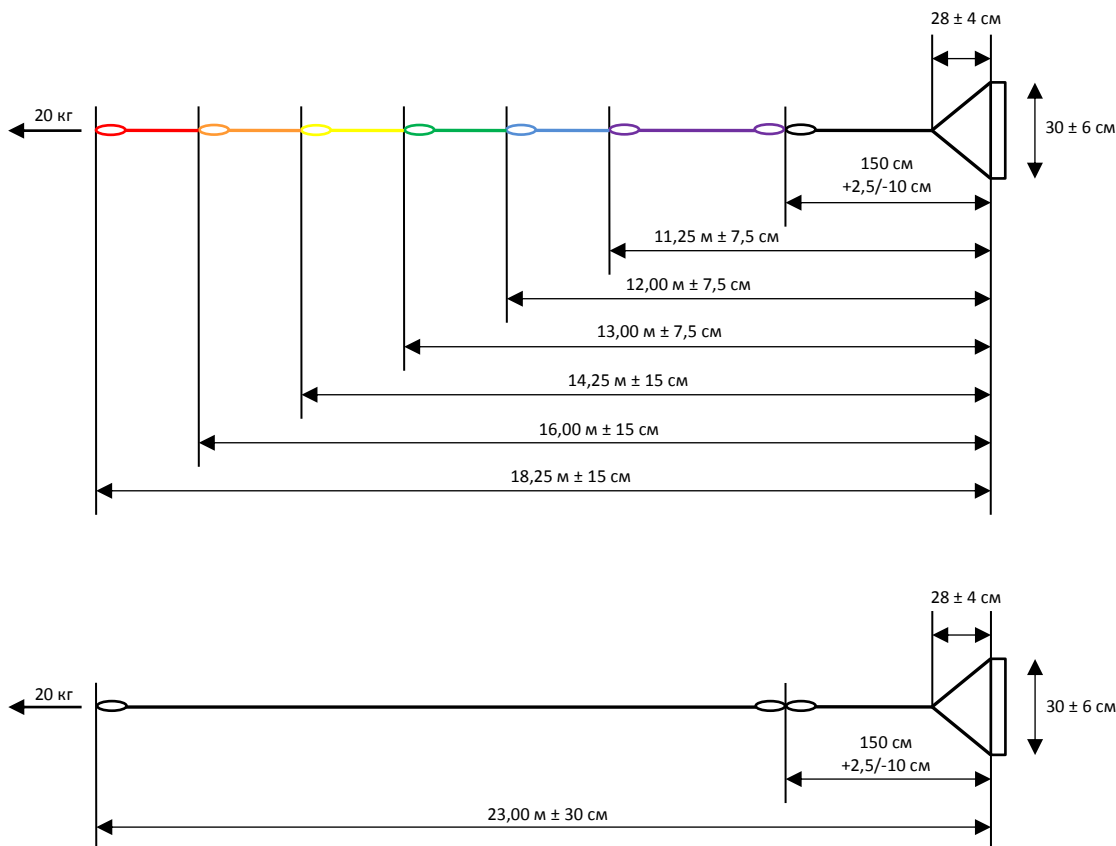 28 ± 4 см
20 кг
30 ± 6 см
150 см
+2,5/-10 см
11,25 м ± 7,5 см
12,00 м ± 7,5 см
13,00 м ± 7,5 см
14,25 м ± 15 см
16,00 м ± 15 см
18,25 м ± 15 см
28 ± 4 см
20 кг
30 ± 6 см
150 см
+2,5/-10 см
23,00 м ± 30 см